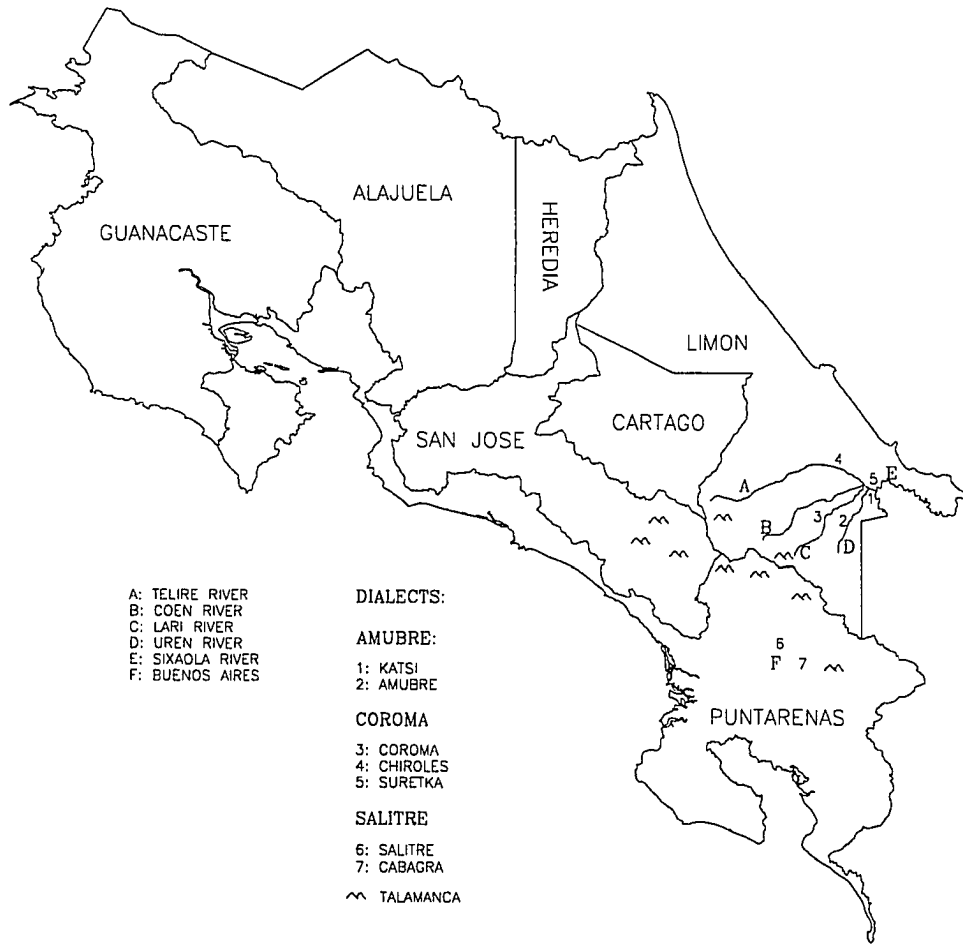 ALAJUELA
HEREDIA
GUANACASTE
LIMON
CARTAGO
SAN JOSE
4
A
5 E
1
3
2
B
C
D
6
F 7
PUNTARENAS
A: TELIRE RIVER
B: COEN RIVER
C: LARI RIVER
D: UREN RIVER
E: SIXAOLA RIVER
F: BUENOS AIRES
DIALECTS:
AMUBRE:
1: KATSI
2: AMUBRE
COROMA
3: COROMA
4: CHIROLES
5: SURETKA
SALITRE
6: SALITRE
7: CABAGRA
TALAMANCA